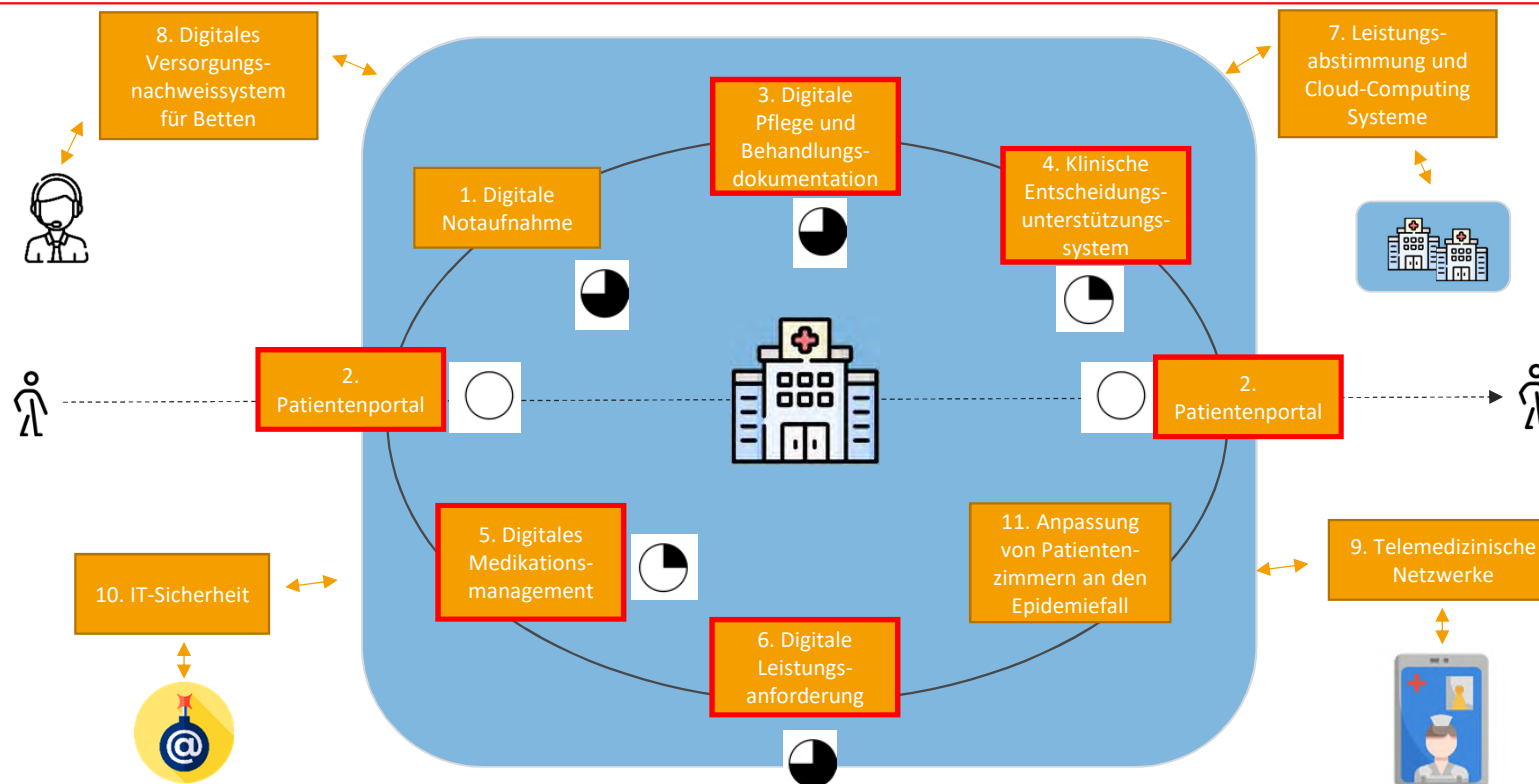 8. Digitales
Versorgungs-
nachweissystem
für Betten
7. Leistungs-
abstimmung und
Cloud-Computing
Systeme
3. Digitale
Pflege und
Behandlungs-
dokumentation
4. Klinische
Entscheidungs-
unterstützungs-
system
1. Digitale
Notaufnahme
2.
Patientenportal
2.
Patientenportal
5. Digitales
Medikations-
management
11. Anpassung
von Patienten-
zimmern an den
Epidemiefall
9. Telemedizinische
Netzwerke
10. IT-Sicherheit
6. Digitale
Leistungs-
anforderung
@